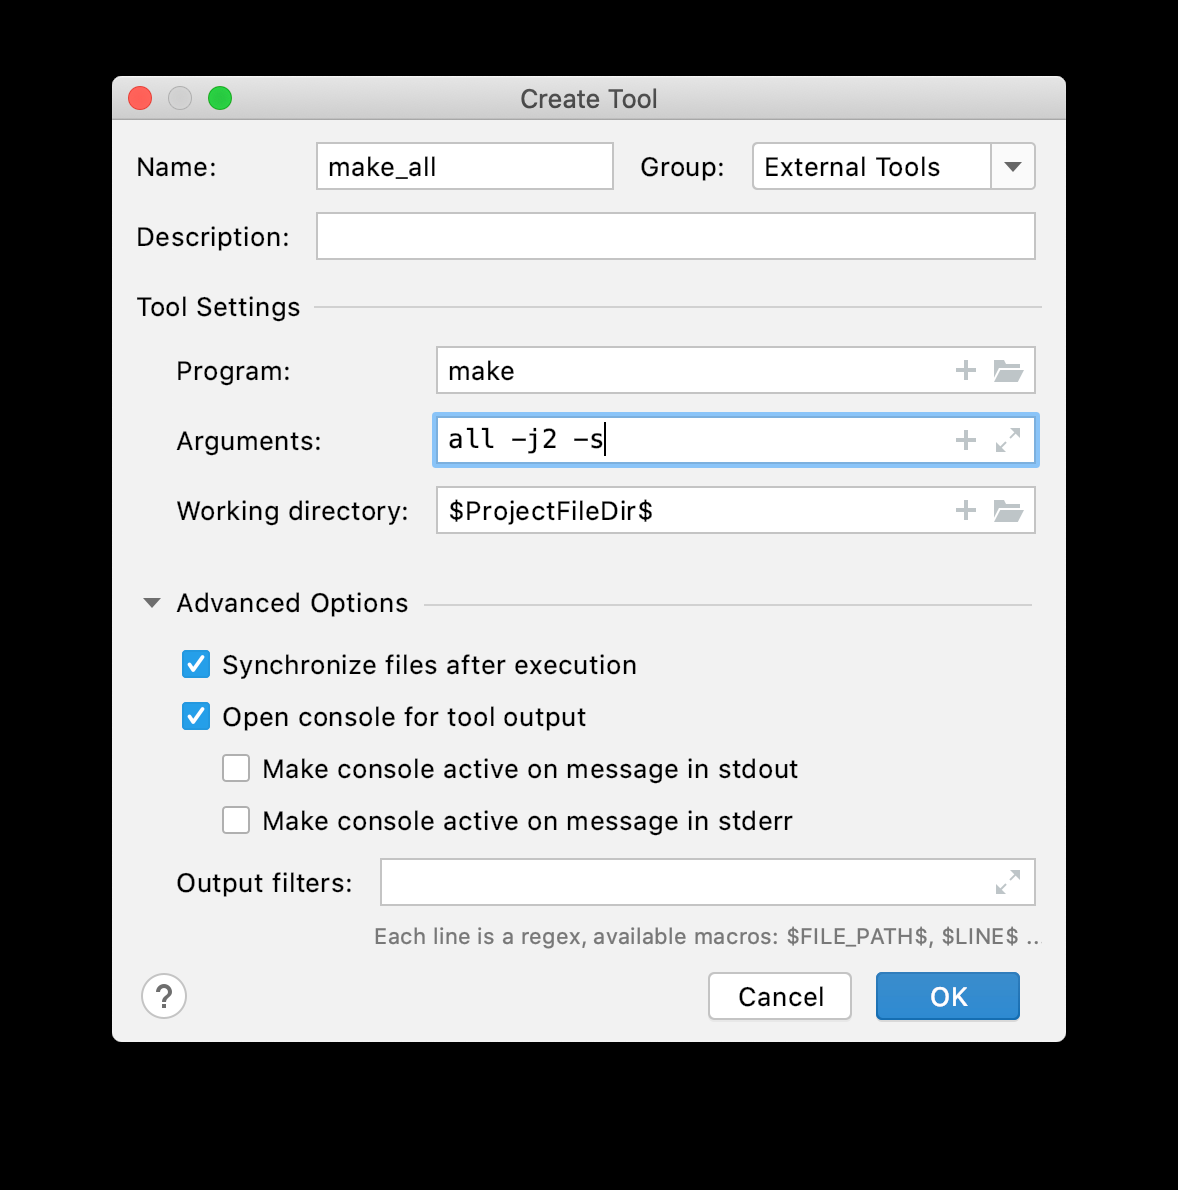 Create Tool
Name: make_all Group: External Tools
Description:
Tool Settings
Program: make
Arguments: all -j2 -s
Working directory: $ProjectFileDir$
Advanced Options
Synchronize files after execution
Open console for tool output
Make console active on message in stdout
Make console active on message in stderr
Output filters:
Each line is a regex, available macros: $FILE_PATH$, $LINE$ ...
? Cancel OK